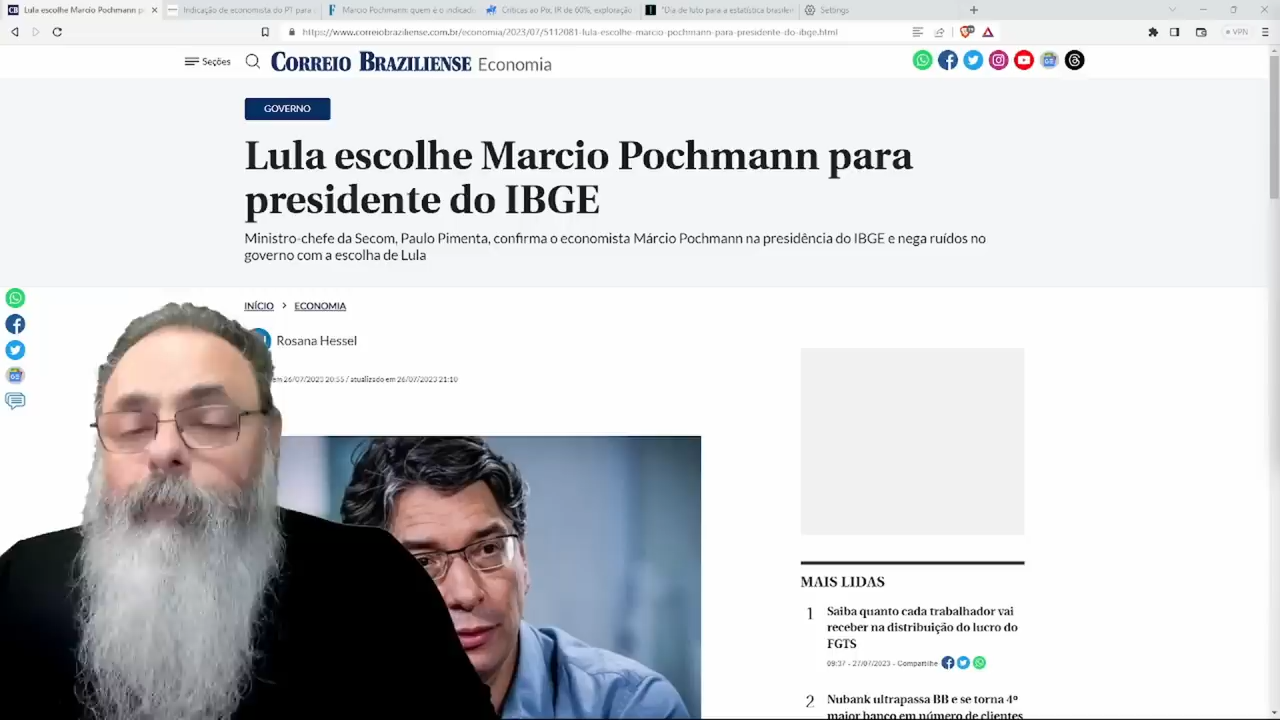 Lula escolhe Marcio Pochmann p
Indicação de economista do PT para
Marcio Pochmann: quem é o indicad
Críticas ao Pix, IR de 60%, exploração
"Dia de luto para a estatística brasilei
Settings
https://www.correiobraziliense.com.br/economia/2023/07/5112081-lula-escolhe-marcio-pochmann-para-presidente-do-ibge.html
VPN
Seções
CORREIO BRAZILIENSE Economia
GOVERNO
Lula escolhe Marcio Pochmann para
presidente do IBGE
Ministro-chefe da Secom, Paulo Pimenta, confirma o economista Márcio Pochmann na presidência do IBGE e nega ruídos no
governo com a escolha de Lula
INÍCIO > ECONOMIA
Rosana Hessel
em 26/07/2023 20:55 / atualizado em 26/07/2023 21:10
MAIS LIDAS
1
Saiba quanto cada trabalhador vai
receber na distribuição do lucro do
FGTS
09:37 - 27/07/2023 - Compartilhe
2
Nubank ultrapassa BB e se torna 4º
maior banco em número de clientes